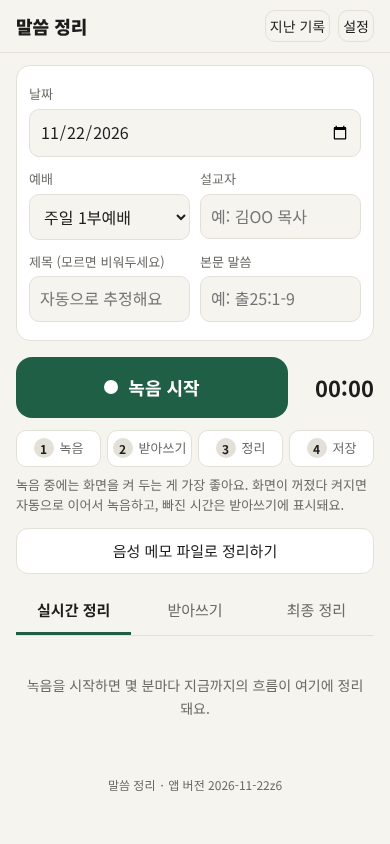 말씀 정리
지난 기록
설정
날짜
11/22/2026
예배
설교자
주일 1부예배
예: 김OO 목사
제목 (모르면 비워두세요)
본문 말씀
자동으로 추정해요
예: 출25:1-9
녹음 시작
00:00
1 녹음
2 받아쓰기
3 정리
4 저장
녹음 중에는 화면을 켜 두는 게 가장 좋아요. 화면이 꺼졌다 켜지면
자동으로 이어서 녹음하고, 빠진 시간은 받아쓰기에 표시돼요.
음성 메모 파일로 정리하기
실시간 정리
받아쓰기
최종 정리
녹음을 시작하면 몇 분마다 지금까지의 흐름이 여기에 정리
돼요.
말씀 정리 · 앱 버전 2026-11-22z6